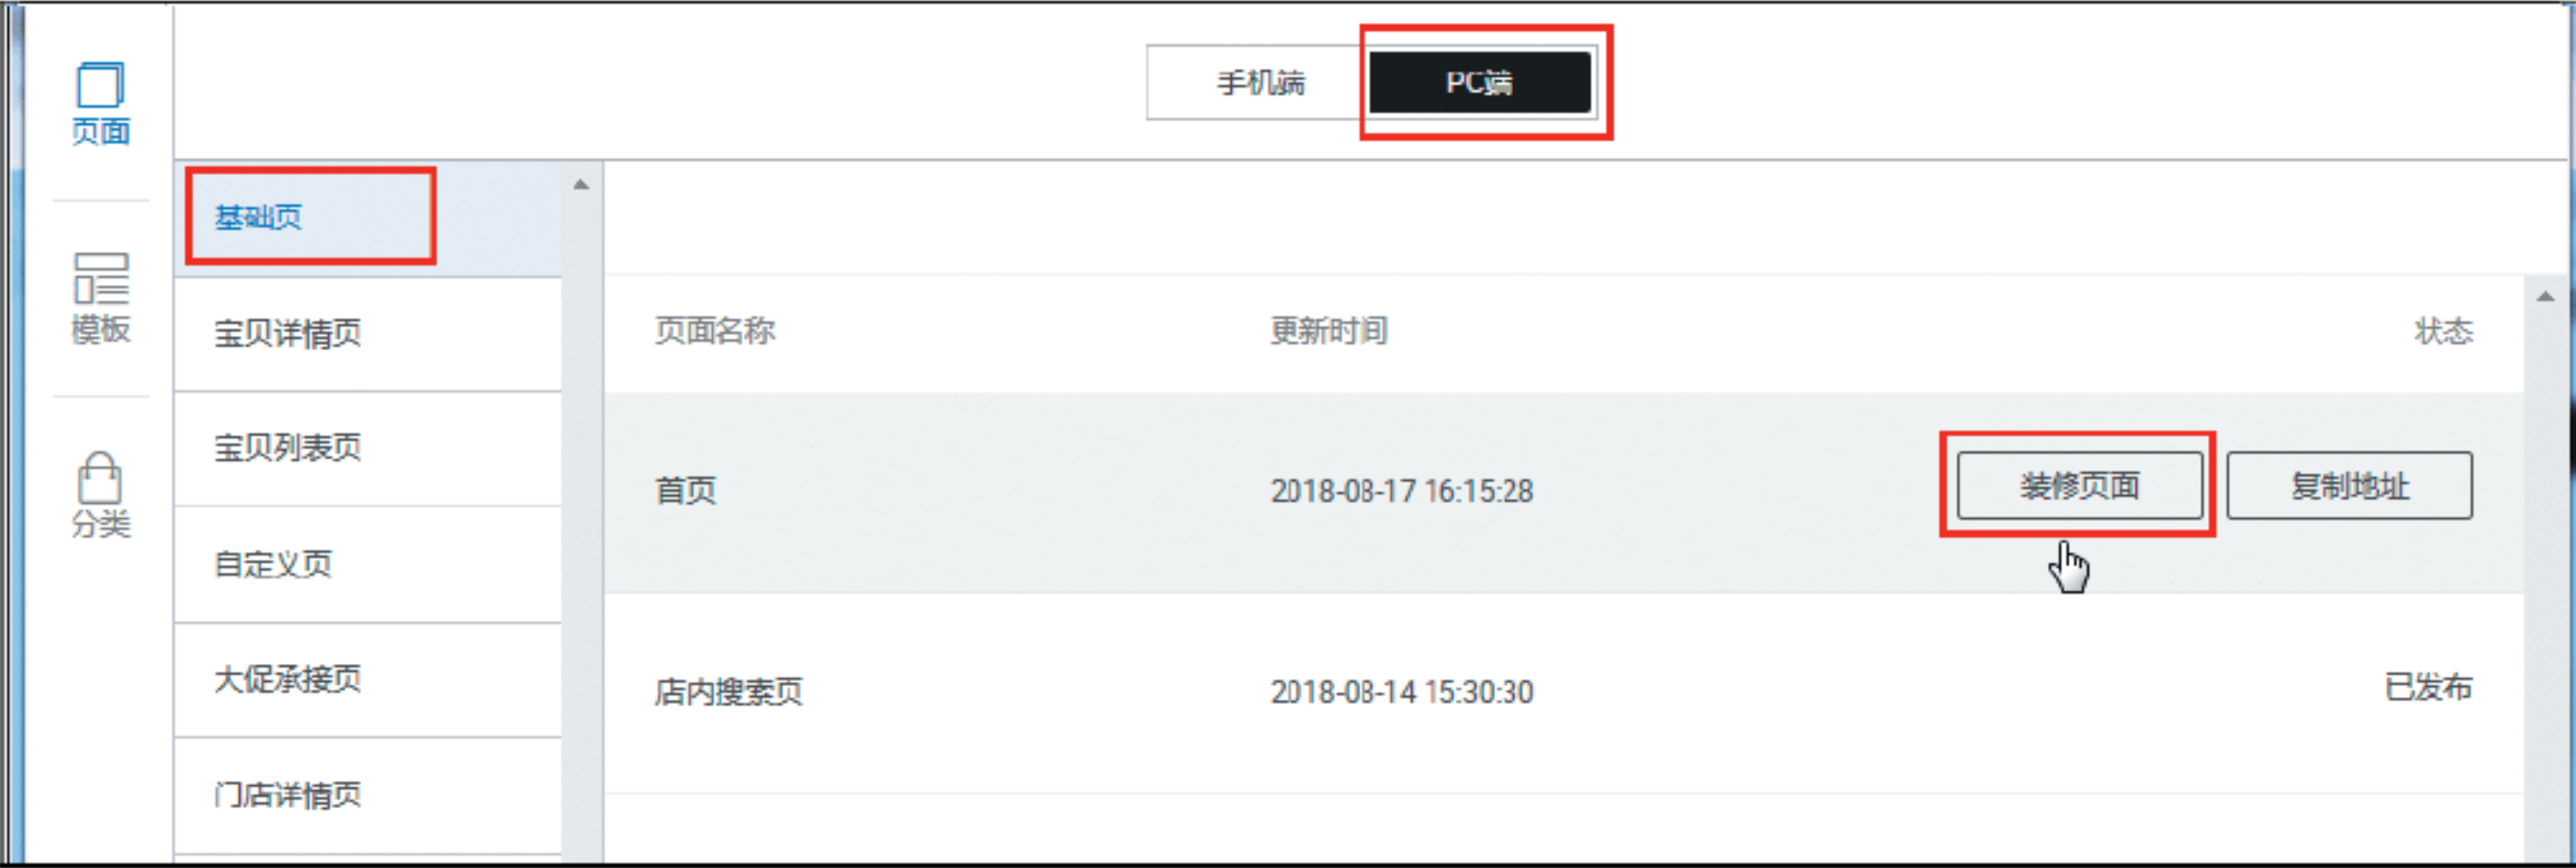 手机端 PC端
页面
模板
分类
基础页
宝贝详情页
宝贝列表页
自定义页
大促承接页
门店详情页
页面名称 更新时间 状态
首页 2018-08-17 16:15:28 装修页面 复制地址
店内搜索页 2018-08-14 15:30:30 已发布